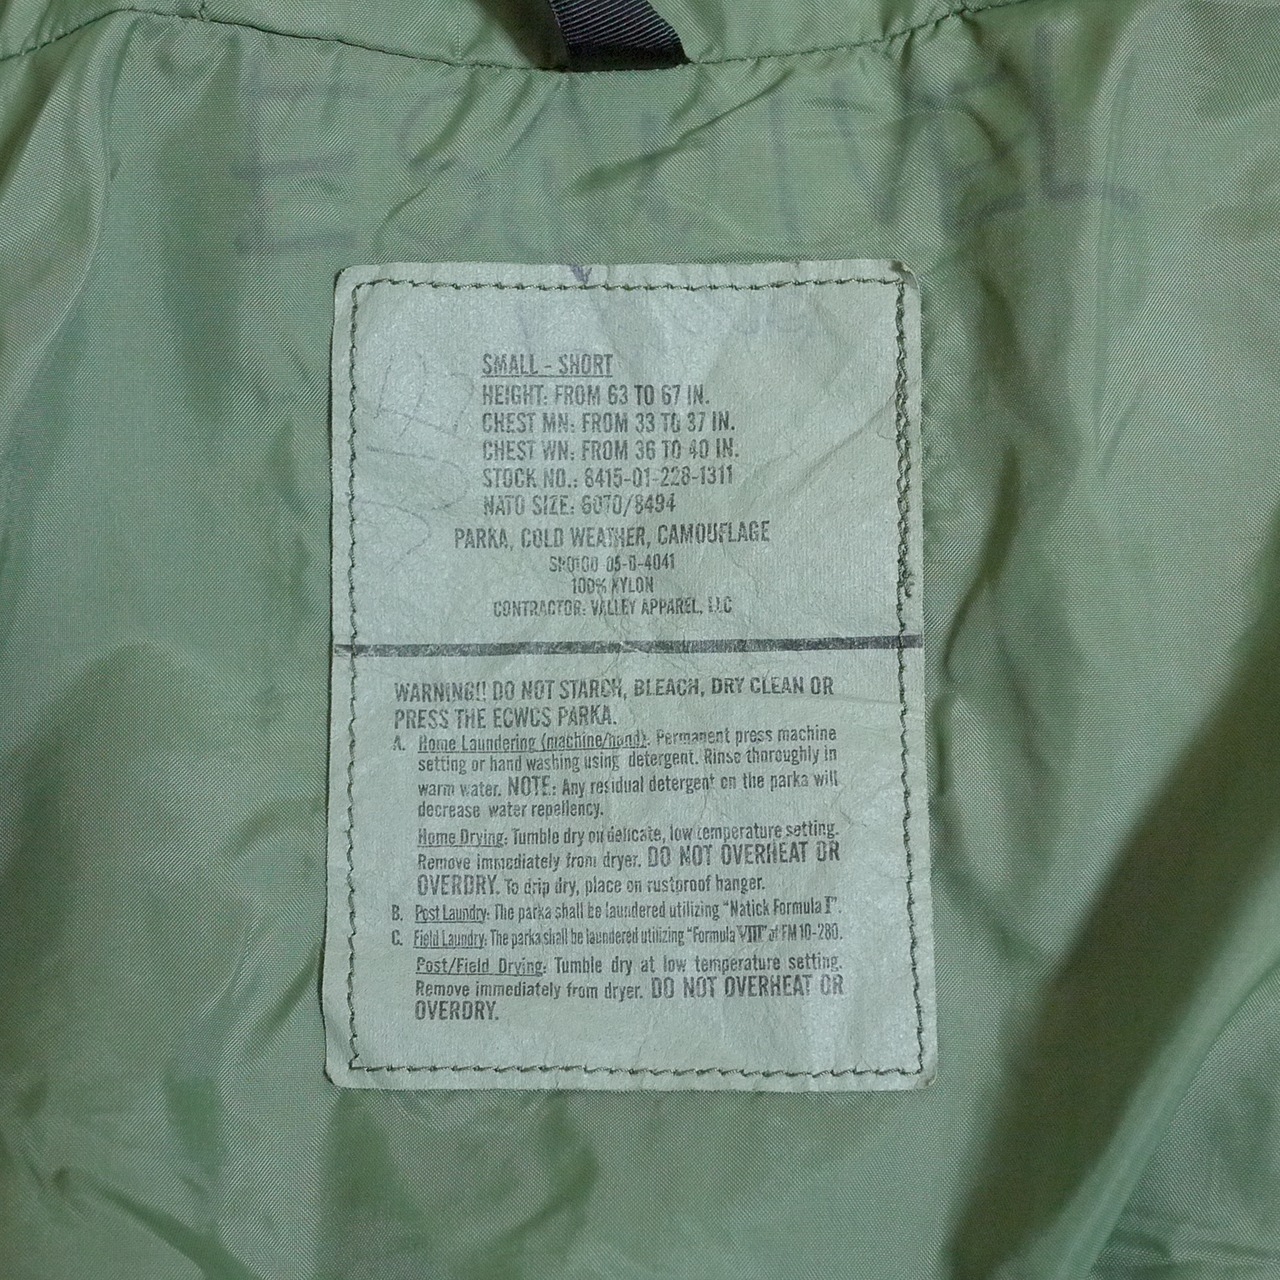 SMALL - SHORT
HEIGHT: FROM 63 TO 67 IN.
CHEST MN: FROM 33 TO 37 IN.
CHEST WN: FROM 36 TO 40 IN.
STOCK NO.: 8415-01-228-1311
NATO SIZE: 6070/8494
PARKA, COLD WEATHER, CAMOUFLAGE
05-D-4041
100% NYLON
CONTRACTOR: VALLEY APPAREL, LLC
WARNING!! DO NOT STARCH, BLEACH, DRY CLEAN OR
PRESS THE ECWCS PARKA.
A. Home Laundering (machine/hand): Permanent press machine
setting or hand washing using detergent. Rinse thoroughly in
warm water. NOTE: Any residual detergent on the parka will
decrease water repellency.
Home Drying: Tumble dry on delicate, low temperature setting.
Remove immediately from dryer. DO NOT OVERHEAT OR
OVERDRY. To drip dry, place on rustproof hanger.
B. Post Laundry: The parka shall be laundered utilizing "Natick Formula I".
C. Field Laundry: The parka shall be laundered utilizing "Formula VIII" of FM 10-280.
Post/Field Drying: Tumble dry at low temperature setting.
Remove immediately from dryer. DO NOT OVERHEAT OR
OVERDRY.